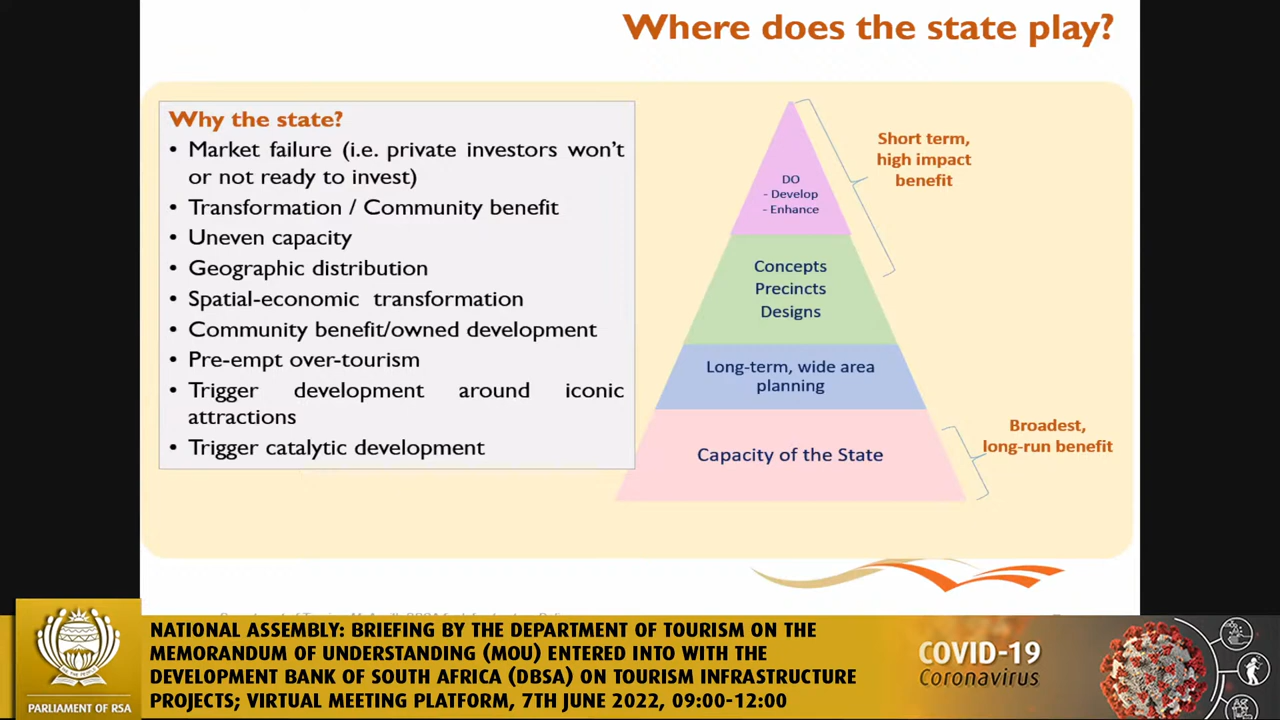 Where does the state play?
Why the state?
• Market failure (i.e. private investors won't
or not ready to invest)
• Transformation / Community benefit
• Uneven capacity
• Geographic distribution
• Spatial-economic transformation
• Community benefit/owned development
• Pre-empt over-tourism
• Trigger development around iconic
attractions
• Trigger catalytic development
DO
- Develop
- Enhance
Concepts
Precincts
Designs
Long-term, wide area
planning
Capacity of the State
Short term,
high impact
benefit
Broadest,
long-run benefit
PARLIAMENT OF RSA
NATIONAL ASSEMBLY: BRIEFING BY THE DEPARTMENT OF TOURISM ON THE
MEMORANDUM OF UNDERSTANDING (MOU) ENTERED INTO WITH THE
DEVELOPMENT BANK OF SOUTH AFRICA (DBSA) ON TOURISM INFRASTRUCTURE
PROJECTS; VIRTUAL MEETING PLATFORM, 7TH JUNE 2022, 09:00-12:00
COVID-19
Coronavirus